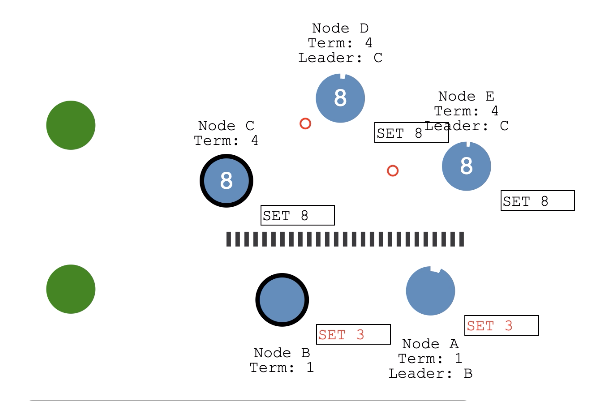 Node D
Term: 4
Leader: C
8
SET 8
Node E
Term: 4
Leader: C
8
SET 8
Node C
Term: 4
8
SET 8
SET 3
Node B
Term: 1
SET 3
Node A
Term: 1
Leader: B